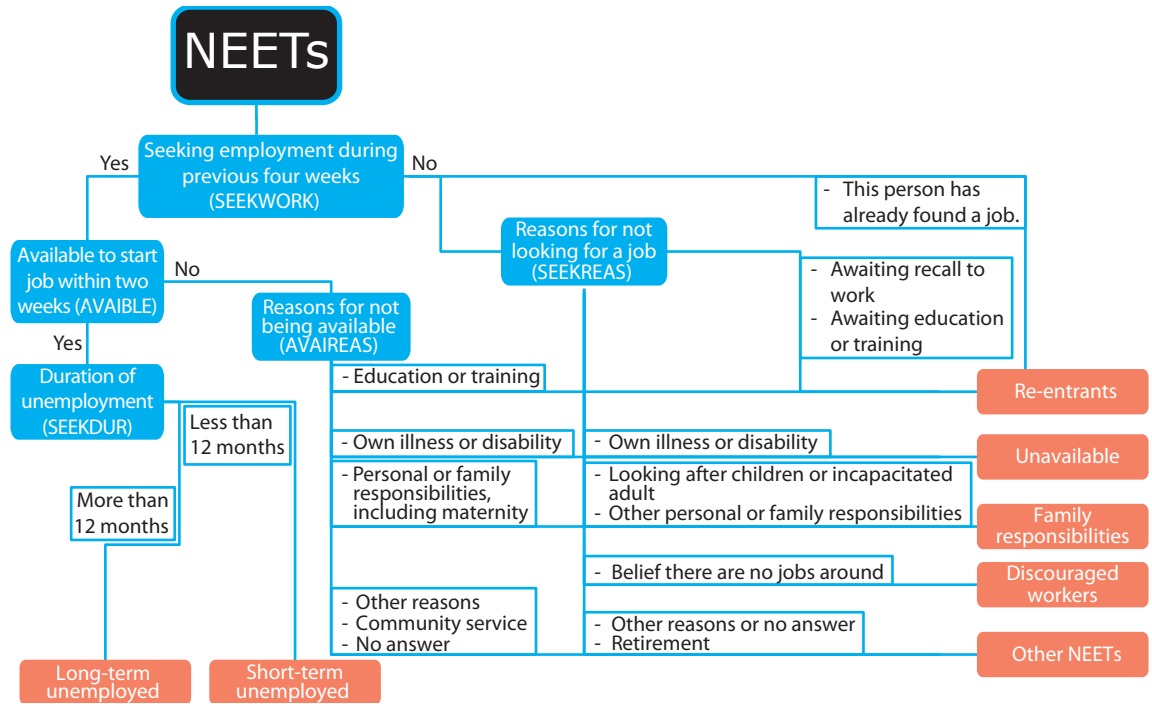 NEETs
Yes
Seeking employment during
previous four weeks
(SEEKWORK)
No
- This person has
already found a job.
Available to start
job within two
weeks (AVAIBLE)
No
Reasons for not
looking for a job
(SEEKREAS)
- Awaiting recall to
work
- Awaiting education
or training
Reasons for not
being available
(AVAIREAS)
Yes
Duration of
unemployment
(SEEKDUR)
- Education or training
Re-entrants
Less than
12 months
- Own illness or disability
- Own illness or disability
Unavailable
- Personal or family
responsibilities,
including maternity
- Looking after children or incapacitated
adult
- Other personal or family responsibilities
Family
responsibilities
More than
12 months
- Belief there are no jobs around
Discouraged
workers
- Other reasons
- Community service
- No answer
- Other reasons or no answer
- Retirement
Other NEETs
Long-term
unemployed
Short-term
unemployed